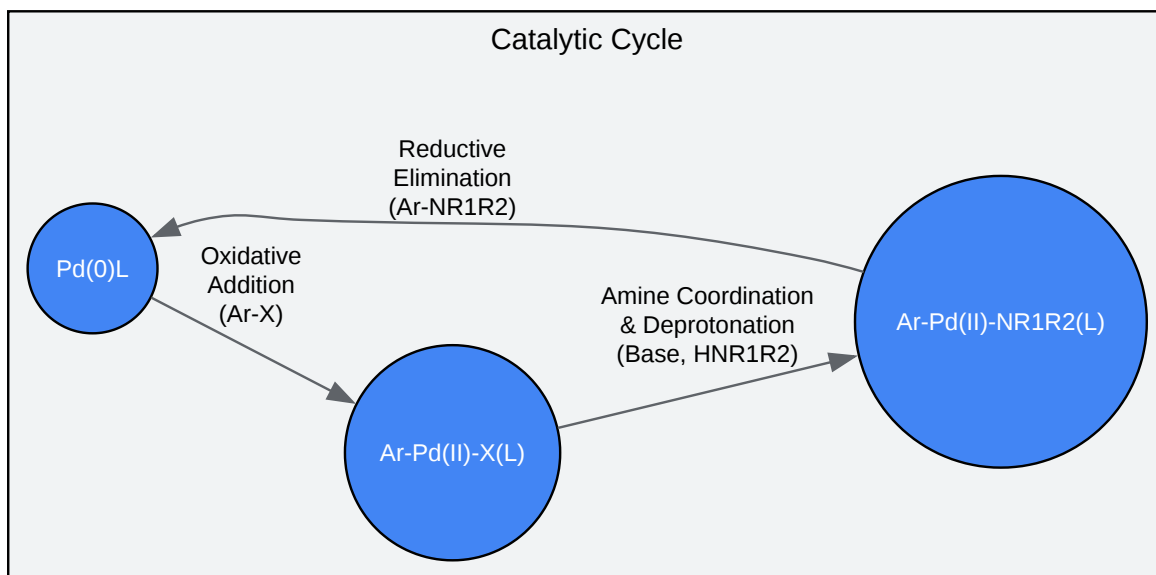 Catalytic Cycle
Reductive
Elimination
(Ar-NR1R2)
Pd(0)L
Oxidative
Addition
(Ar-X)
Amine Coordination
& Deprotonation
(Base, HNR1R2)
Ar-Pd(II)-NR1R2(L)
Ar-Pd(II)-X(L)